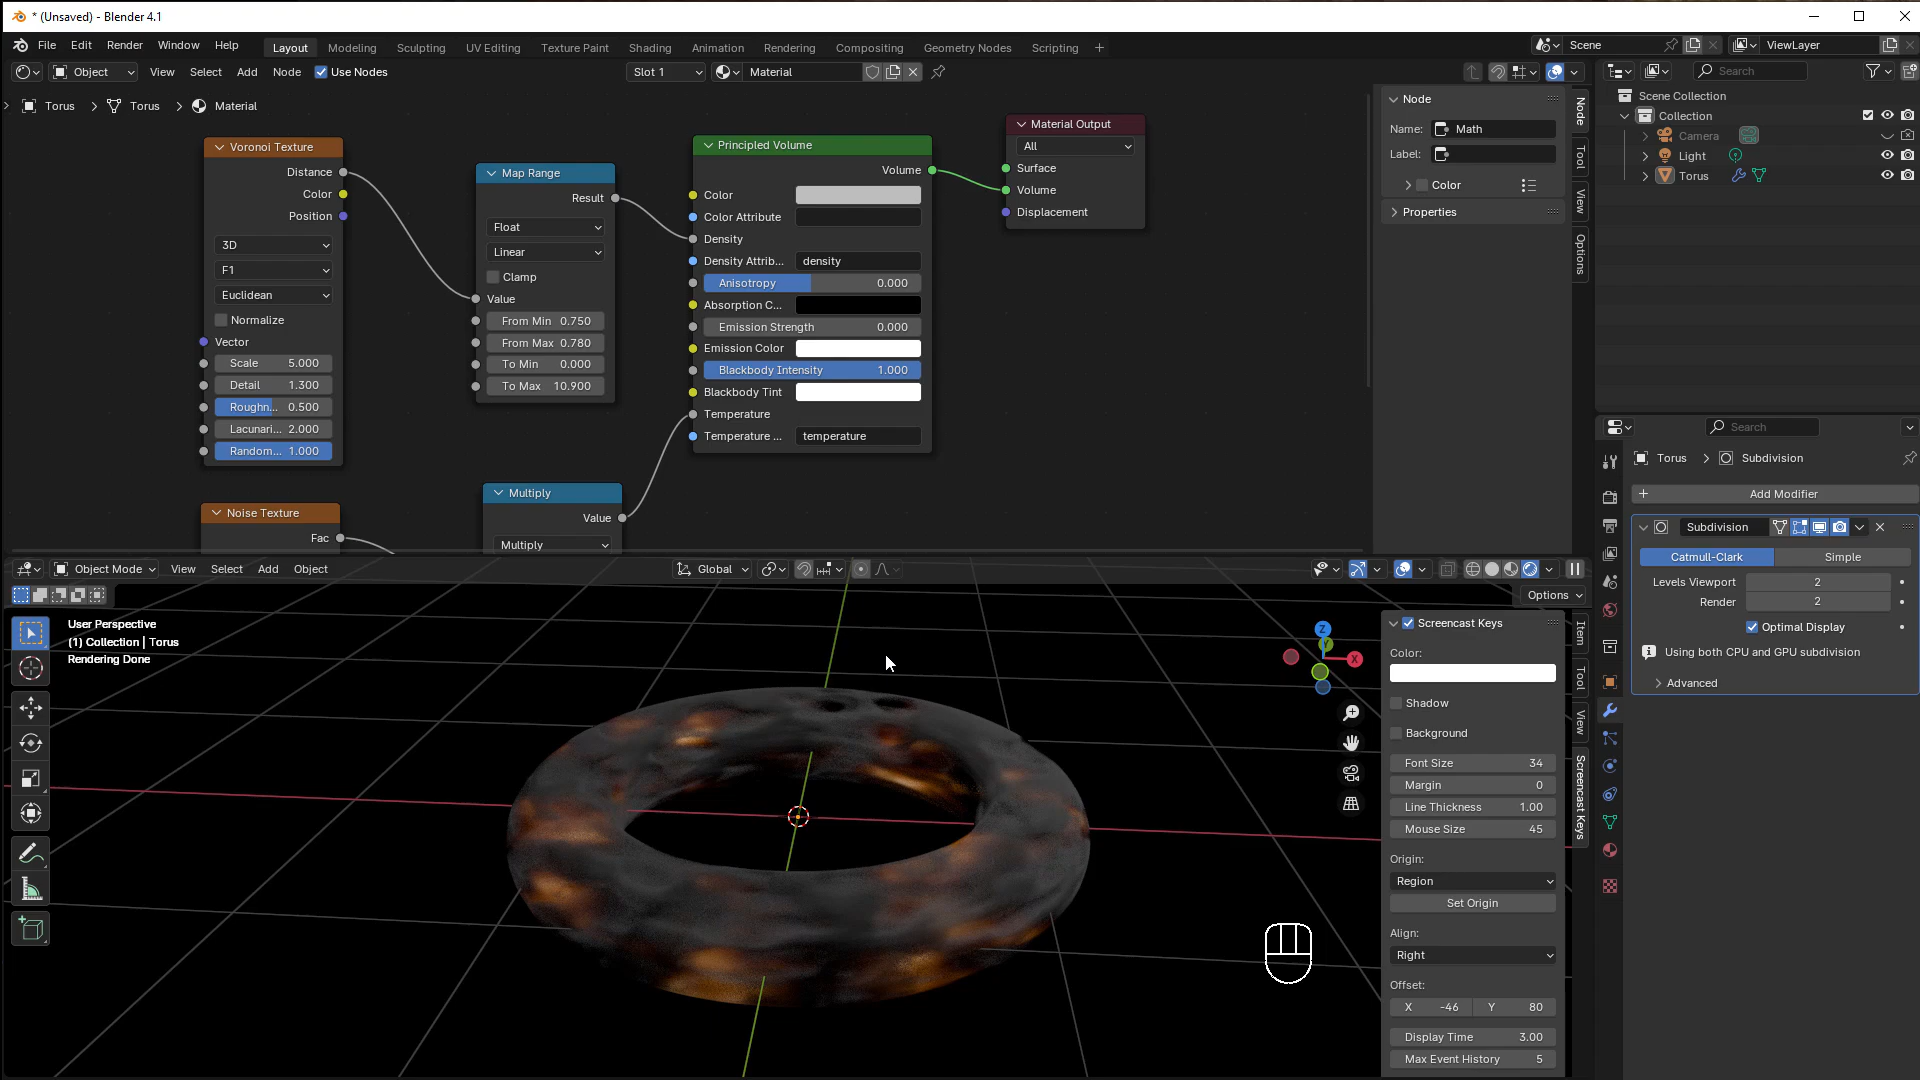 * (Unsaved) - Blender 4.1
File Edit Render Window Help
Layout Modeling Sculpting UV Editing Texture Paint Shading Animation Rendering Compositing Geometry Nodes Scripting
Scene
ViewLayer
Object View Select Add Node Use Nodes
Slot 1
Material
Search
Torus Torus Material
Voronoi Texture
Distance
Color
Position
3D
F1
Euclidean
Normalize
Vector
Scale 5.000
Detail 1.300
Roughn... 0.500
Lacunari... 2.000
Random... 1.000
Noise Texture
Fac
Map Range
Result
Float
Linear
Clamp
Value
From Min 0.750
From Max 0.780
To Min 0.000
To Max 10.900
Multiply
Value
Multiply
Principled Volume
Volume
Color
Color Attribute
Density
Density Attrib... density
Anisotropy 0.000
Absorption C...
Emission Strength 0.000
Emission Color
Blackbody Intensity 1.000
Blackbody Tint
Temperature
Temperature ... temperature
Material Output
All
Surface
Volume
Displacement
Node
Name: Math
Label:
Color
Properties
Node
Tool
View
Options
Scene Collection
Collection
Camera
Light
Torus
Search
Torus Subdivision
Add Modifier
Subdivision
Catmull-Clark Simple
Levels Viewport 2
Render 2
Optimal Display
Using both CPU and GPU subdivision
Advanced
Object Mode View Select Add Object
Global
Options
User Perspective
(1) Collection | Torus
Rendering Done
Z
Y
X
Screencast Keys
Color:
Shadow
Background
Font Size 34
Margin 0
Line Thickness 1.00
Mouse Size 45
Origin:
Region
Set Origin
Align:
Right
Offset:
X -46 Y 80
Display Time 3.00
Max Event History 5
Item
Tool
View
Screencast Keys